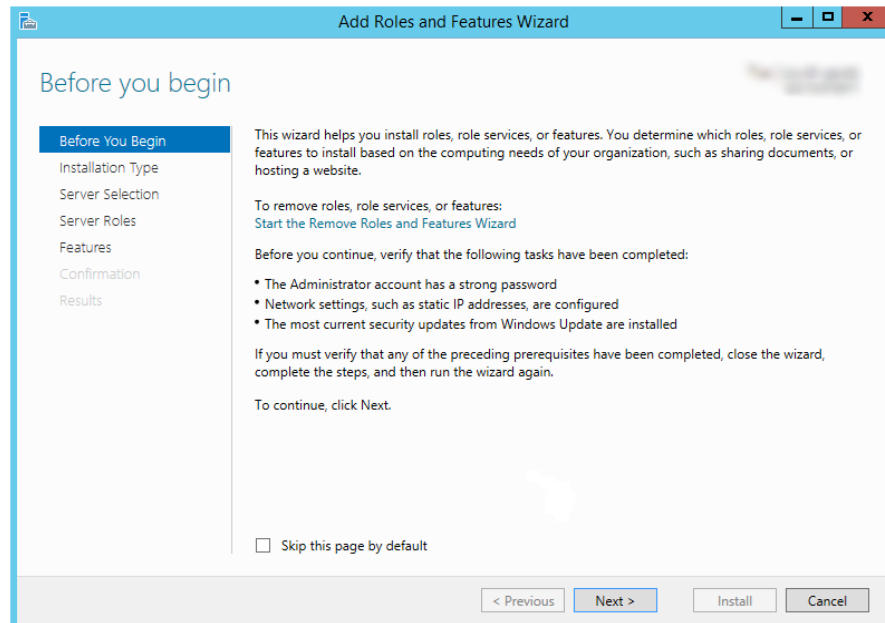 Add Roles and Features Wizard
Before you begin
Before You Begin
Installation Type
Server Selection
Server Roles
Features
Confirmation
Results
This wizard helps you install roles, role services, or features. You determine which roles, role services, or
features to install based on the computing needs of your organization, such as sharing documents, or
hosting a website.
To remove roles, role services, or features:
Start the Remove Roles and Features Wizard
Before you continue, verify that the following tasks have been completed:
• The Administrator account has a strong password
• Network settings, such as static IP addresses, are configured
• The most current security updates from Windows Update are installed
If you must verify that any of the preceding prerequisites have been completed, close the wizard,
complete the steps, and then run the wizard again.
To continue, click Next.
Skip this page by default
< Previous
Next >
Install
Cancel